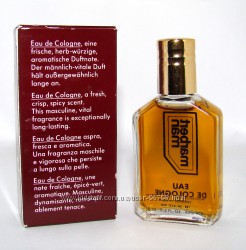 Eau de Cologne, eine
frische, herb-würzige,
aromatische Duftnote.
Der männlich-vitale Duft
hält außergewöhnlich
lange an.
Eau de Cologne, a fresh,
crisp, spicy scent.
This masculine, vital
fragrance is exceptionally
long-lasting.
Eau de Cologne aspra,
fresca e aromatica.
Una fragranza maschile
e vigorosa che persiste
a lungo sulla pelle.
Eau de Cologne, une
note fraîche, épicé-vert,
aromatique. Masculine,
dynamique, considér-
ablement tenace.
EAU
DE COLOGNE